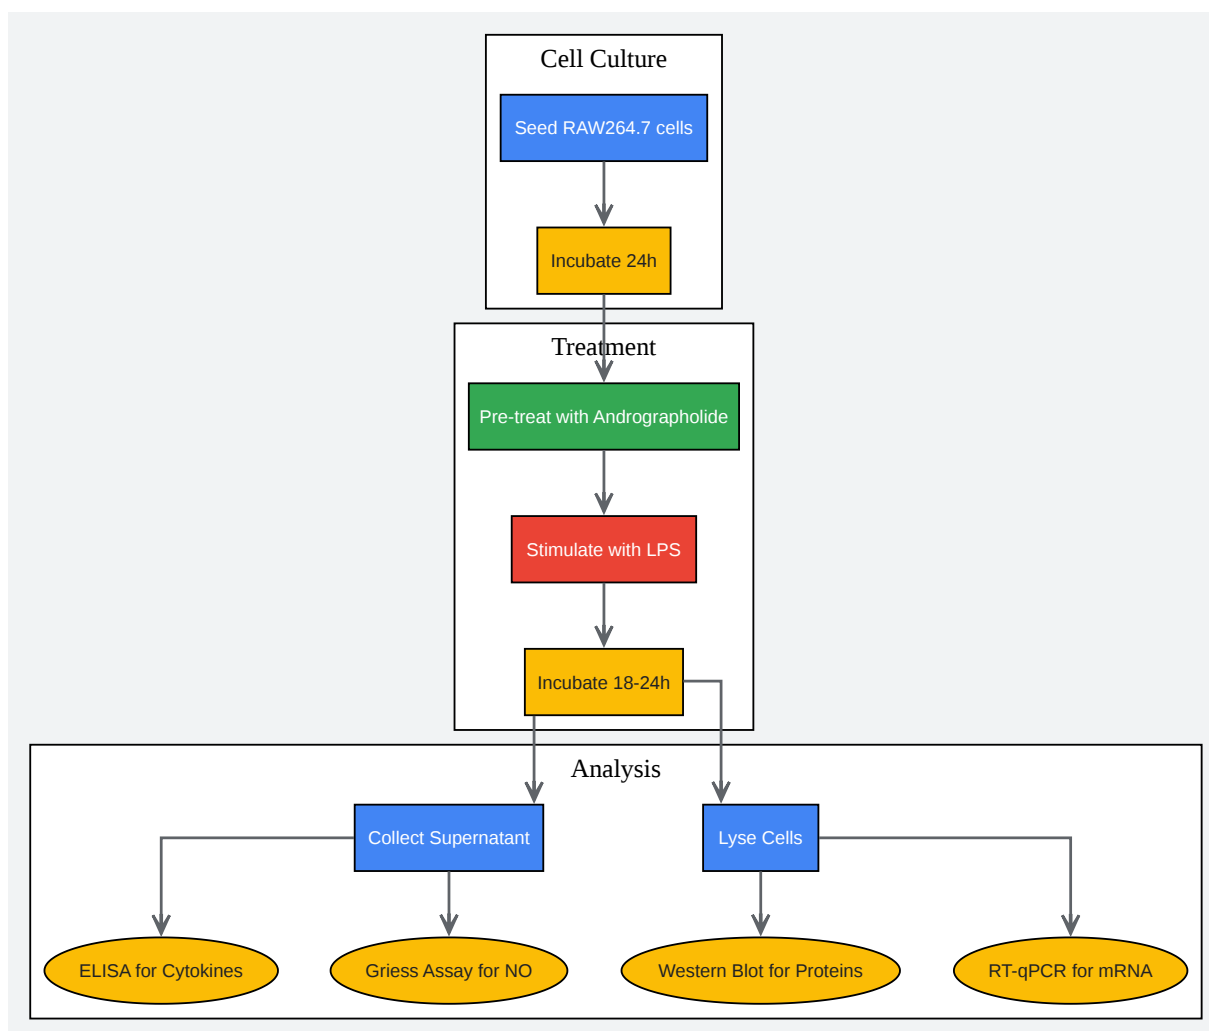 Cell Culture
Seed RAW264.7 cells
Incubate 24h
Treatment
Pre-treat with Andrographolide
Stimulate with LPS
Incubate 18-24h
Analysis
Collect Supernatant
Lyse Cells
ELISA for Cytokines
Griess Assay for NO
Western Blot for Proteins
RT-qPCR for mRNA